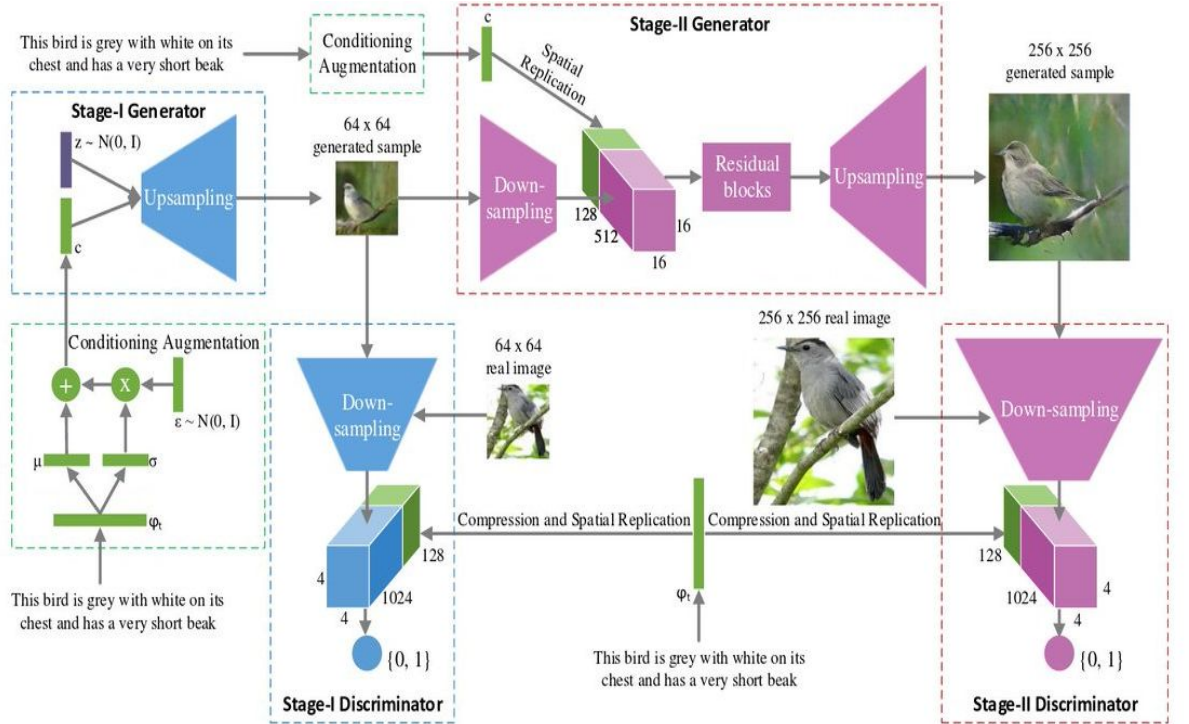 Stage-II Generator
This bird is grey with white on its
chest and has a very short beak
Conditioning
Augmentation
c
Spatial
Replication
256 x 256
generated sample
Stage-I Generator
z ~ N(0, I)
c
Upsampling
64 x 64
generated sample
Down-
sampling
128
512
16
16
Residual
blocks
Upsampling
Conditioning Augmentation
+
X
ε ~ N(0, I)
μ
σ
φt
This bird is grey with white on its
chest and has a very short beak
64 x 64
real image
Down-
sampling
128
1024
4
4
{0, 1}
Stage-I Discriminator
256 x 256 real image
Compression and Spatial Replication
Compression and Spatial Replication
φt
This bird is grey with white on its
chest and has a very short beak
Down-sampling
128
1024
4
4
{0, 1}
Stage-II Discriminator